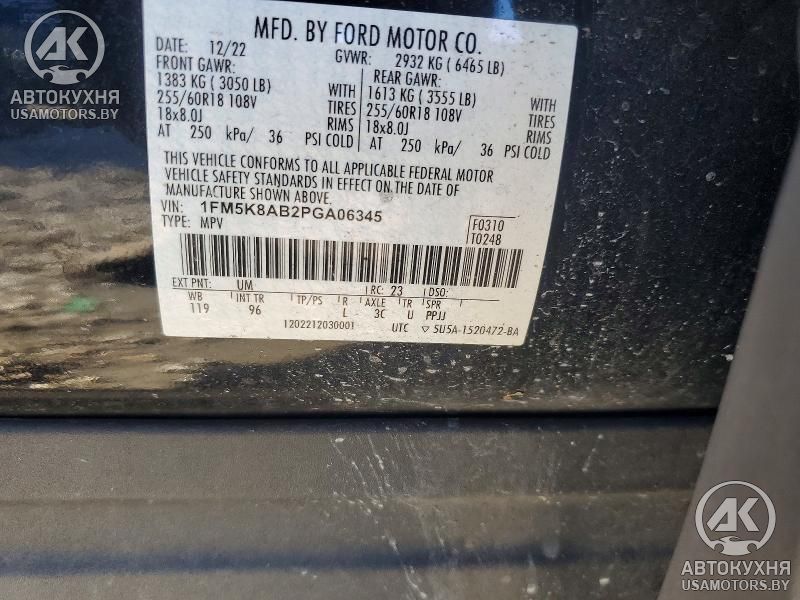 MFD. BY FORD MOTOR CO.
DATE: 12/22 GVWR: 2932 KG ( 6465 LB)
FRONT GAWR: REAR GAWR:
1383 KG ( 3050 LB) WITH 1613 KG ( 3555 LB) WITH
255/60R18 108V TIRES 255/60R18 108V TIRES
18x8.0J RIMS 18x8.0J RIMS
AT 250 kPa/ 36 PSI COLD AT 250 kPa/ 36 PSI COLD
THIS VEHICLE CONFORMS TO ALL APPLICABLE FEDERAL MOTOR
VEHICLE SAFETY STANDARDS IN EFFECT ON THE DATE OF
MANUFACTURE SHOWN ABOVE.
VIN: 1FM5K8AB2PGA06345 F0310
TYPE: MPV T0248
EXT PNT: UM RC: 23 DSO:
WB INT TR TP/PS R AXLE TR SPR
119 96 L 3C U PPJJ
1202212030001 UTC ▽ 5U5A-1520472-BA
АК
АВТОКУХНЯ
USAMOTORS.BY
АК
АВТОКУХНЯ
USAMOTORS.BY